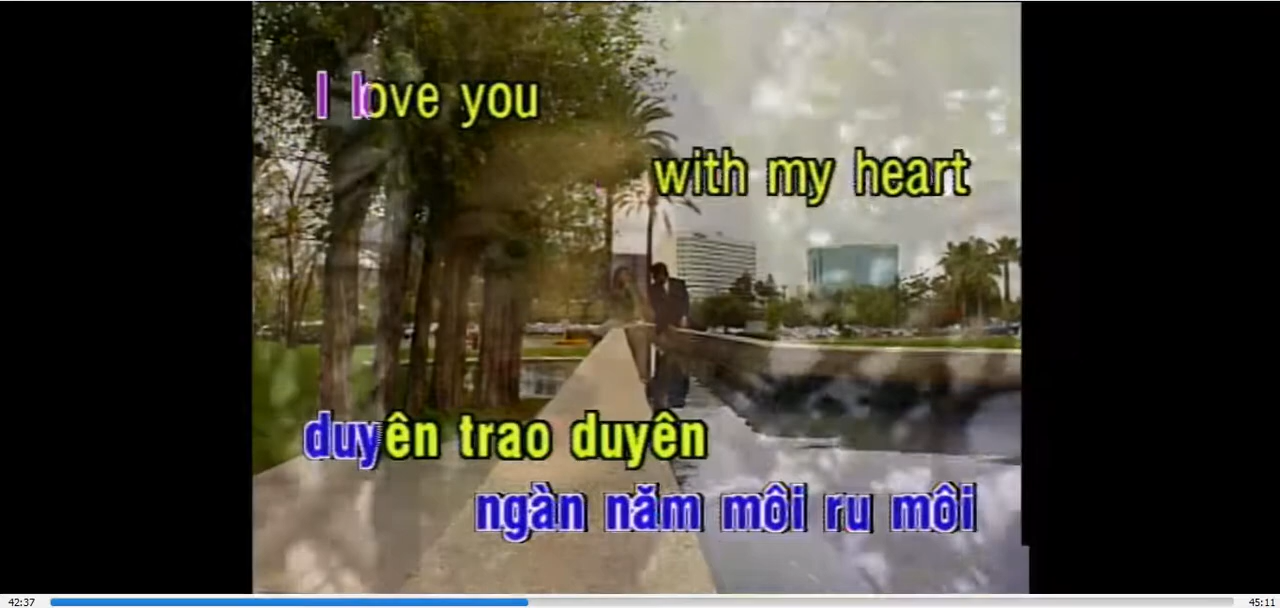 I love you
with my heart
duyên trao duyên
ngàn năm môi ru môi
42:37
45:11